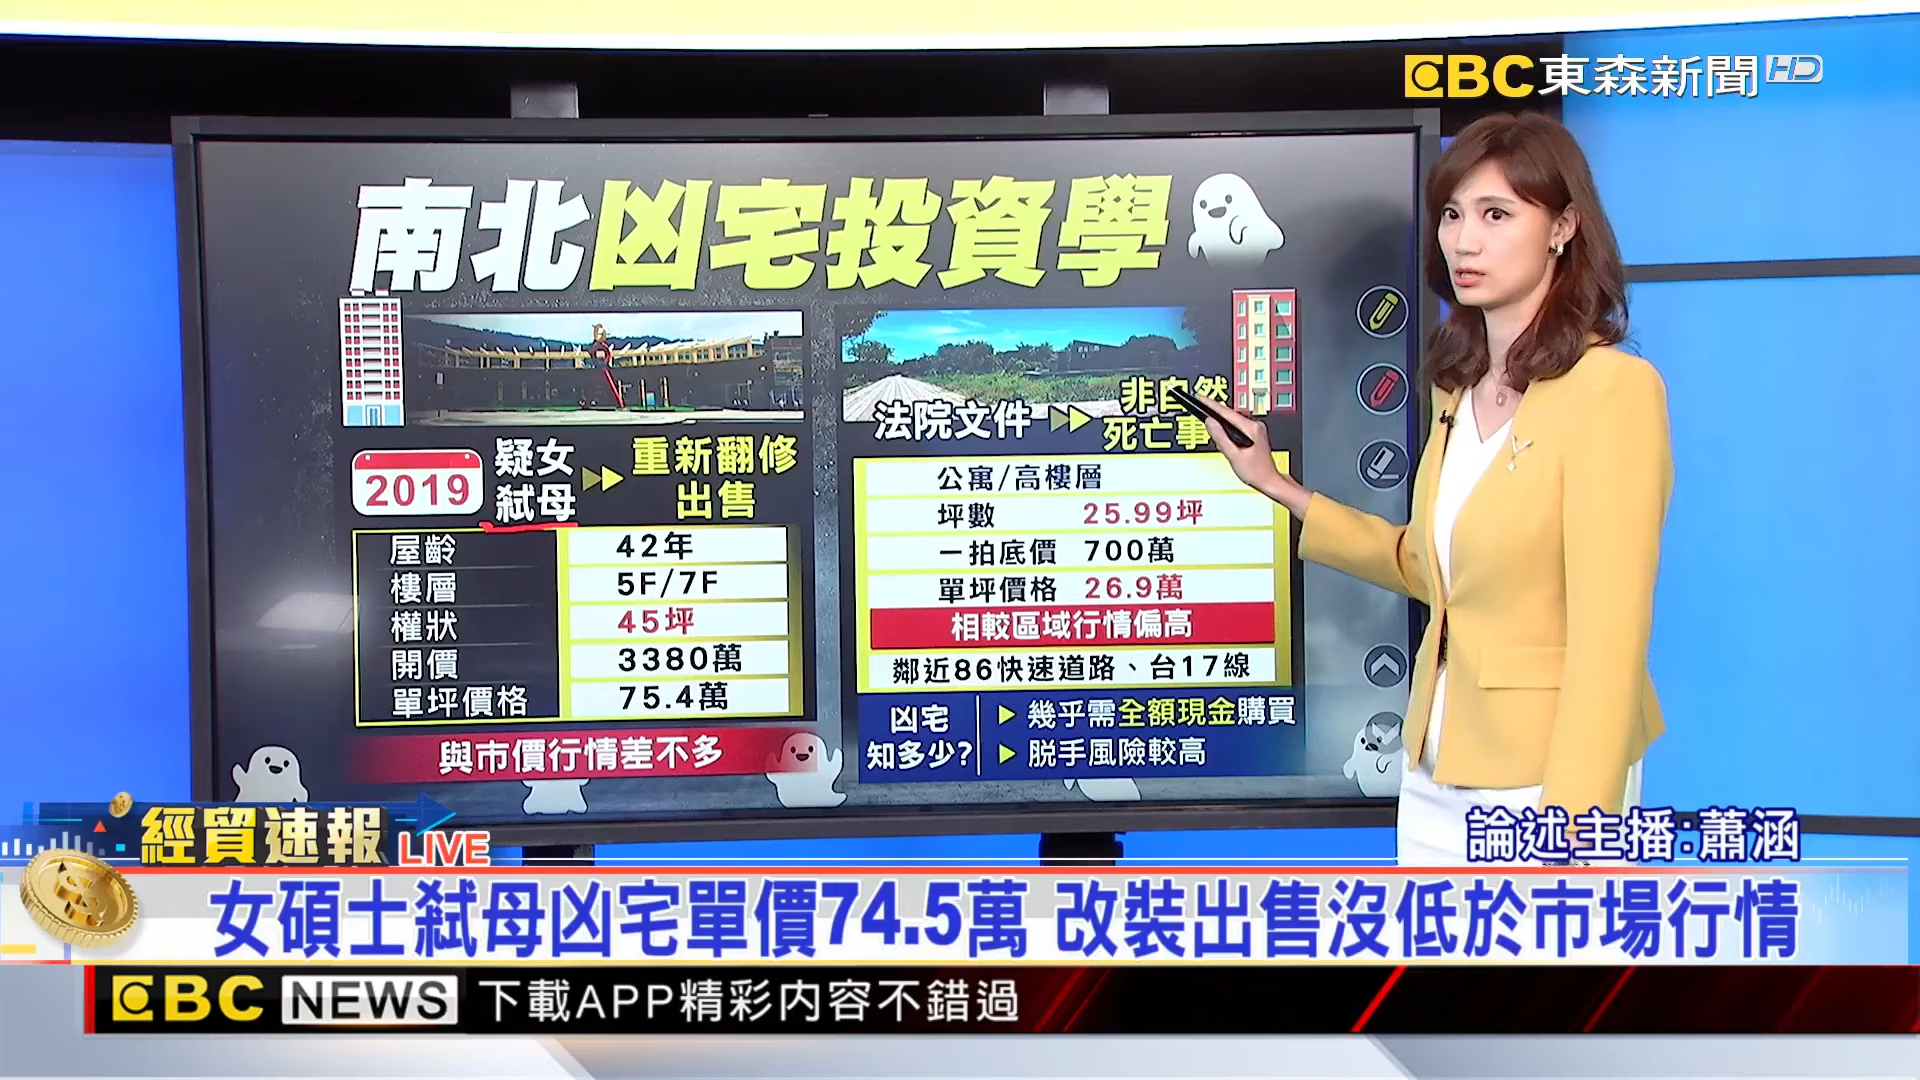 EBC東森新聞HD
南北凶宅投資學
2019
疑女
弒母
重新翻修
出售
屋齡 42年
樓層 5F/7F
權狀 45坪
開價 3380萬
單坪價格 75.4萬
與市價行情差不多
法院文件
非自然
死亡事
公寓/高樓層
坪數 25.99坪
一拍底價 700萬
單坪價格 26.9萬
相較區域行情偏高
鄰近86快速道路、台17線
凶宅
知多少?
幾乎需全額現金購買
脫手風險較高
論述主播:蕭涵
經貿速報 LIVE
女碩士弒母凶宅單價74.5萬 改裝出售沒低於市場行情
EBC NEWS 下載APP精彩內容不錯過